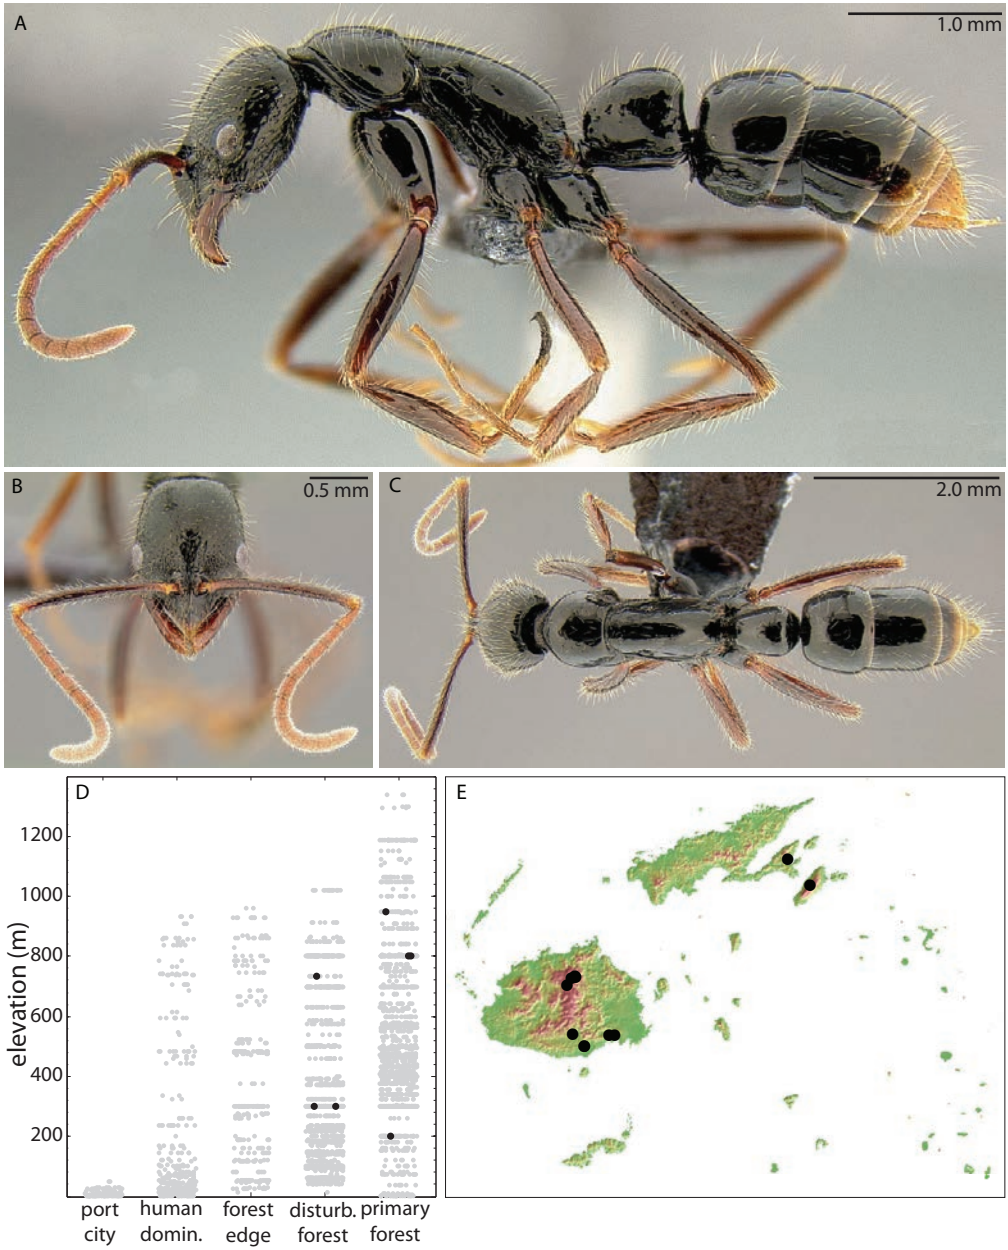 A
1.0 mm
B
0.5 mm
C
2.0 mm
D
E
elevation (m)
1200
1000
800
600
400
200
port
city
human
domin.
forest
edge
disturb.
forest
primary
forest